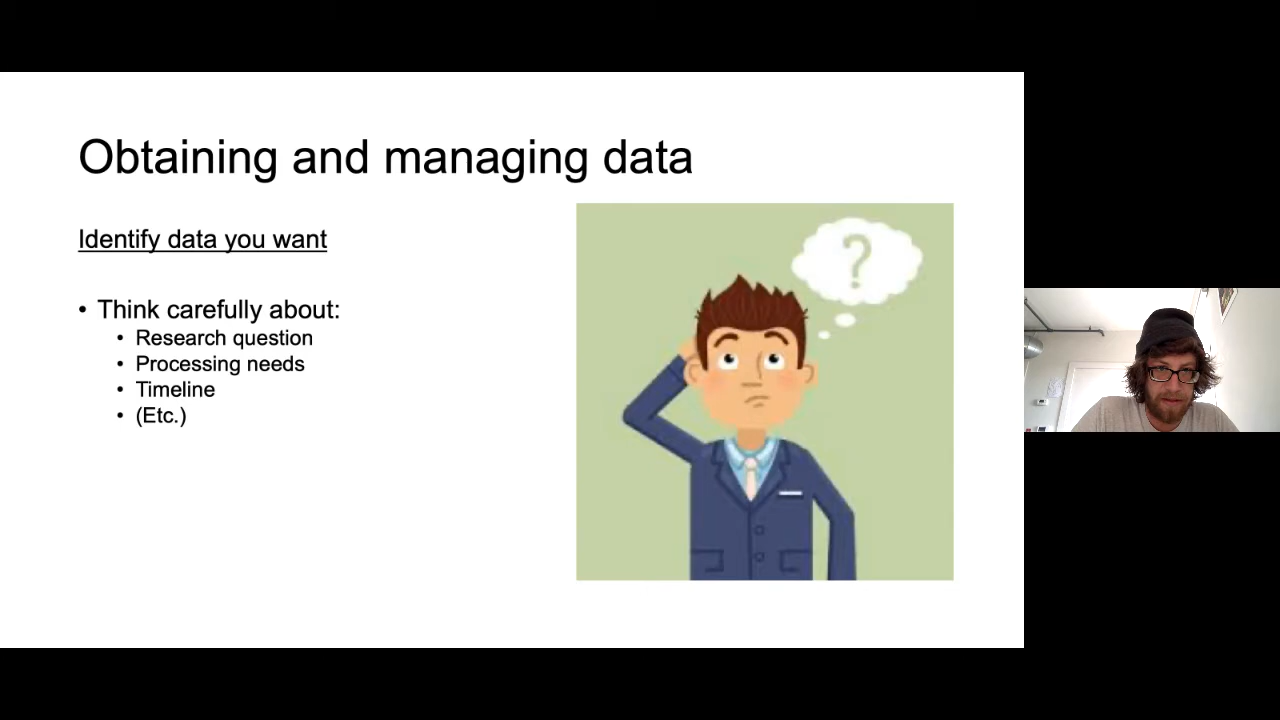 Obtaining and managing data
Identify data you want
• Think carefully about:
• Research question
• Processing needs
• Timeline
• (Etc.)
?